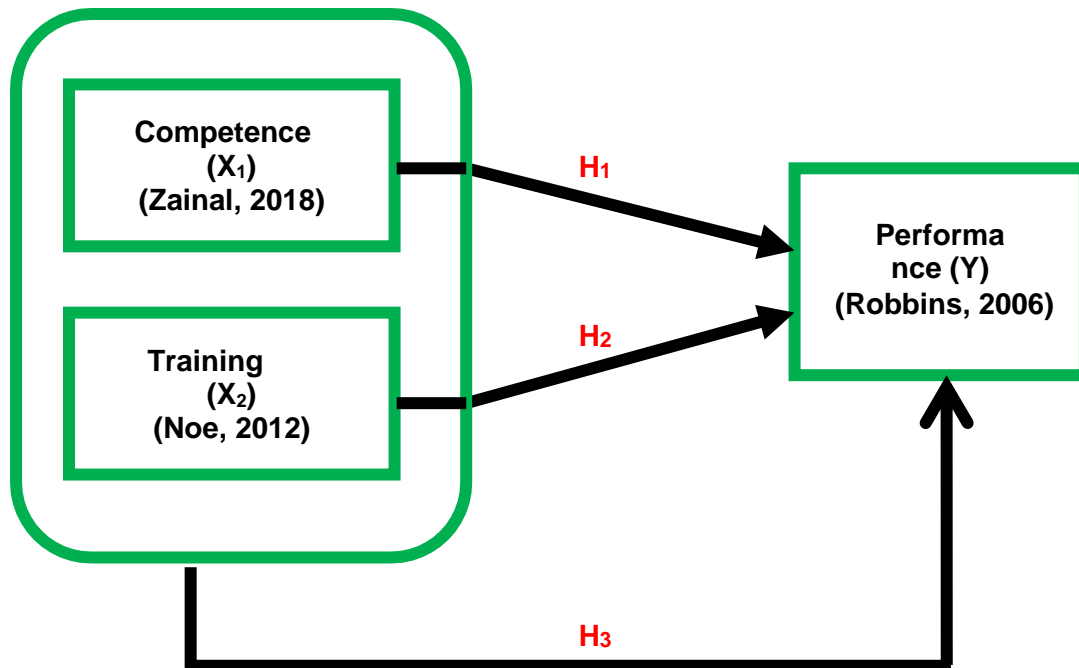 Competence
(X₁)
(Zainal, 2018)
H₁
Performa
nce (Y)
(Robbins, 2006)
Training
(X₂)
(Noe, 2012)
H₂
H₃